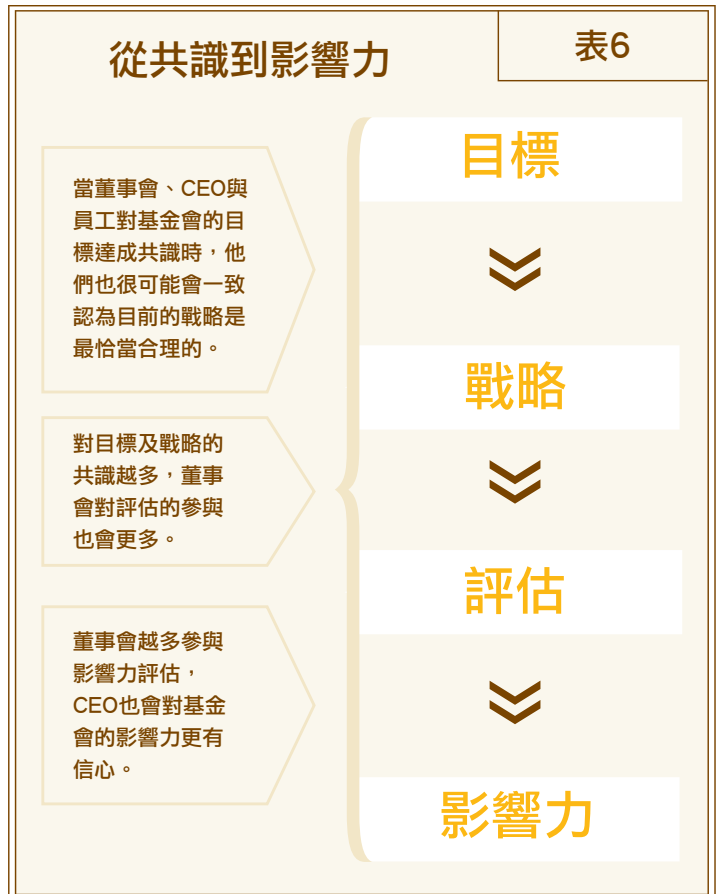 從共識到影響力
表6
當董事會、CEO與
員工對基金會的目
標達成共識時，他
們也很可能會一致
認為目前的戰略是
最恰當合理的。
對目標及戰略的
共識越多，董事
會對評估的參與
也會更多。
董事會越多參與
影響力評估，
CEO也會對基金
會的影響力更有
信心。
目標
戰略
評估
影響力